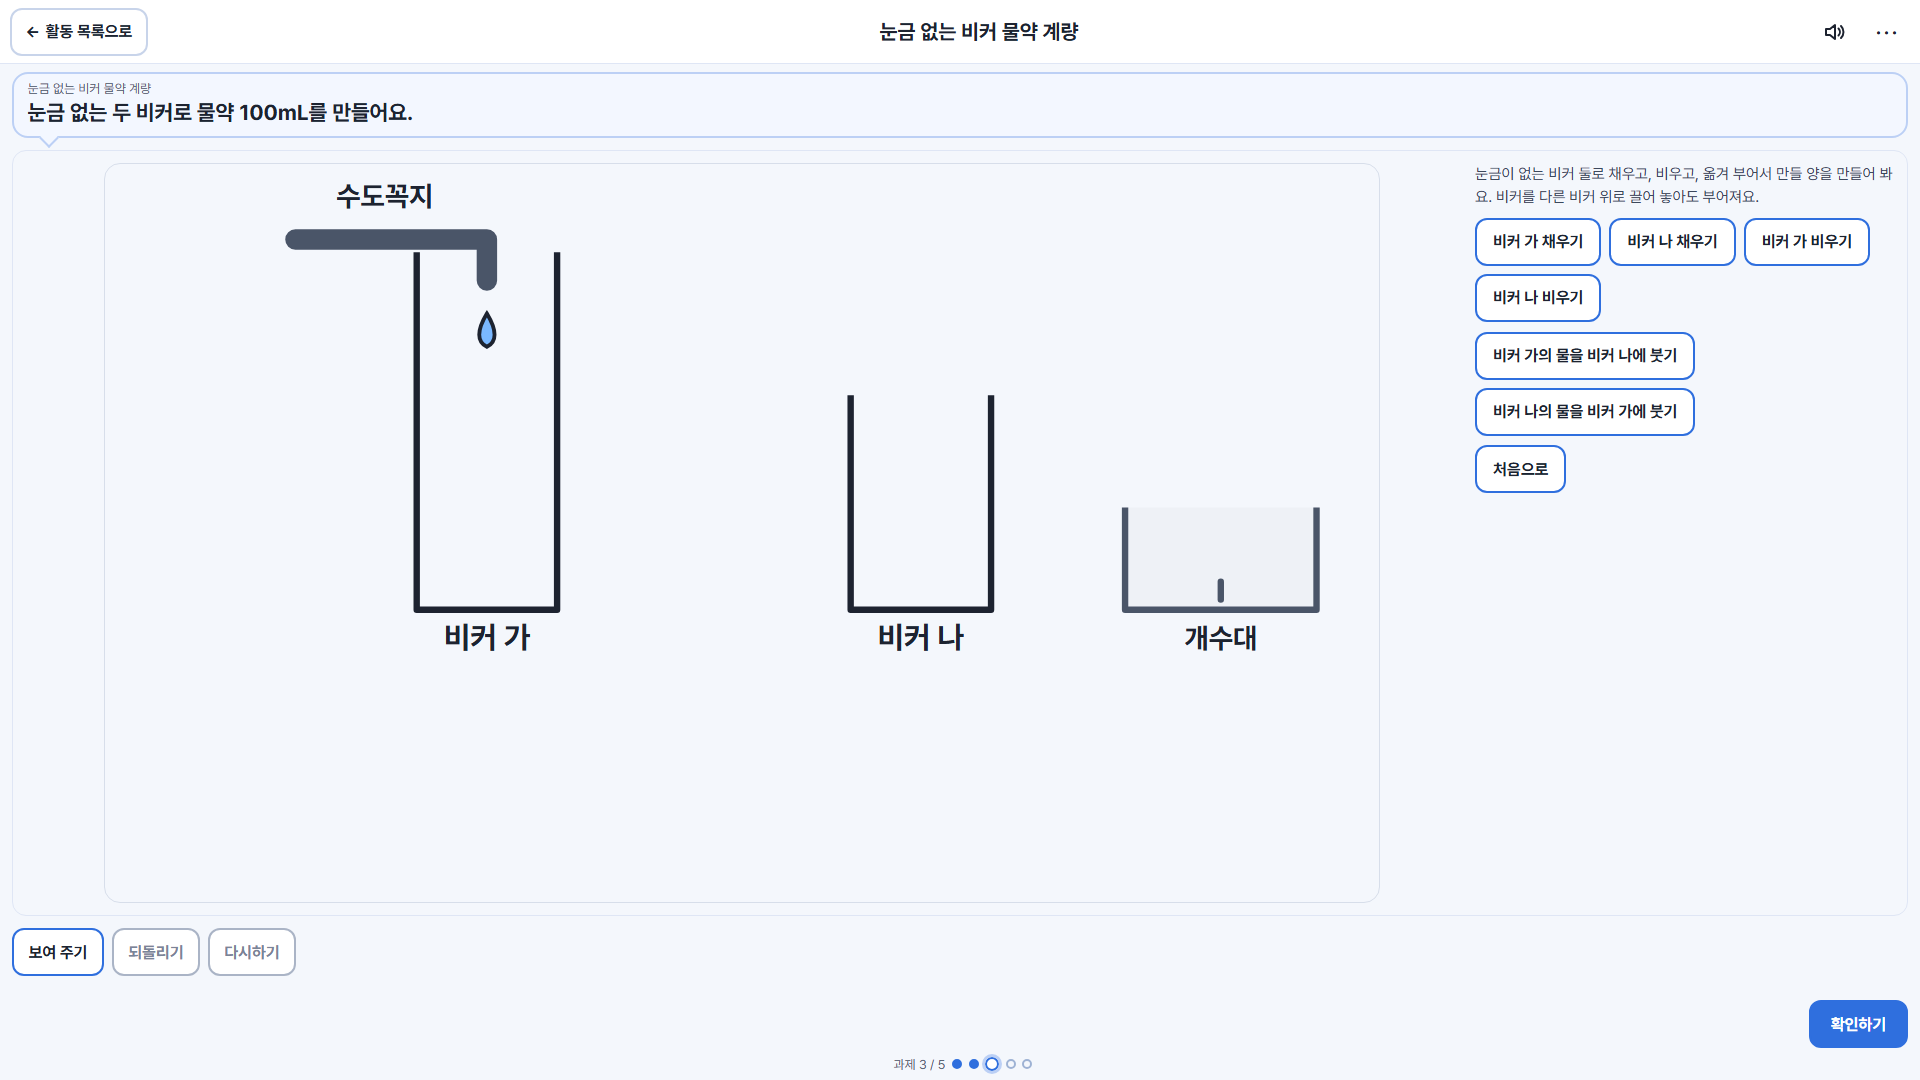 ← 활동 목록으로
눈금 없는 비커 물약 계량
눈금 없는 비커 물약 계량
눈금 없는 두 비커로 물약 100mL를 만들어요.
수도꼭지
비커 가
비커 나
개수대
눈금이 없는 비커 둘로 채우고, 비우고, 옮겨 부어서 만들 양을 만들어 봐
요. 비커를 다른 비커 위로 끌어 놓아도 부어져요.
비커 가 채우기
비커 나 채우기
비커 가 비우기
비커 나 비우기
비커 가의 물을 비커 나에 붓기
비커 나의 물을 비커 가에 붓기
처음으로
보여 주기
되돌리기
다시하기
확인하기
과제 3 / 5